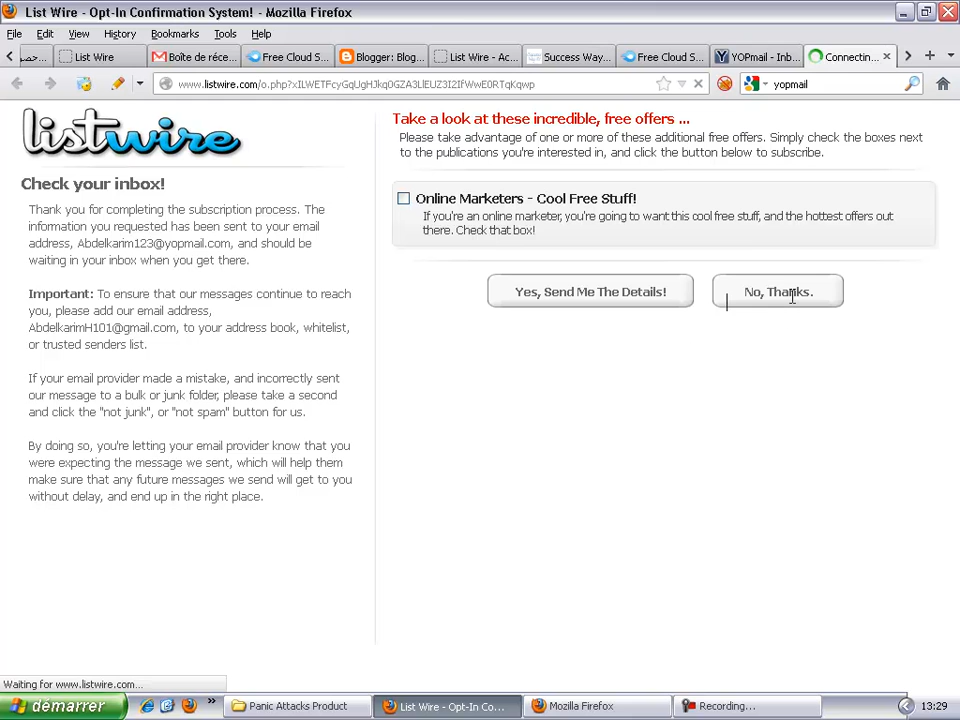 List Wire - Opt-In Confirmation System! - Mozilla Firefox
File Edit View History Bookmarks Tools Help
List Wire
Boîte de réce...
Free Cloud S...
Blogger: Blog...
List Wire - Ac...
Success Way...
Free Cloud S...
YOPmail - Inb...
Connecting...
yopmail
listwire
Check your inbox!
Thank you for completing the subscription process. The
information you requested has been sent to your email
address, Abdelkarim123@yopmail.com, and should be
waiting in your inbox when you get there.
Important: To ensure that our messages continue to reach
you, please add our email address,
AbdelkarimH101@gmail.com, to your address book, whitelist,
or trusted senders list.
If your email provider made a mistake, and incorrectly sent
our message to a bulk or junk folder, please take a second
and click the "not junk", or "not spam" button for us.
By doing so, you're letting your email provider know that you
were expecting the message we sent, which will help them
make sure that any future messages we send will get to you
without delay, and end up in the right place.
Take a look at these incredible, free offers ...
Please take advantage of one or more of these additional free offers. Simply check the boxes next
to the publications you're interested in, and click the button below to subscribe.
Online Marketers - Cool Free Stuff!
If you're an online marketer, you're going to want this cool free stuff, and the hottest offers out
there. Check that box!
Yes, Send Me The Details!
No, Thanks.
Waiting for www.listwire.com...
démarrer
Panic Attacks Product
List Wire - Opt-In Co...
Mozilla Firefox
Recording...
13:29